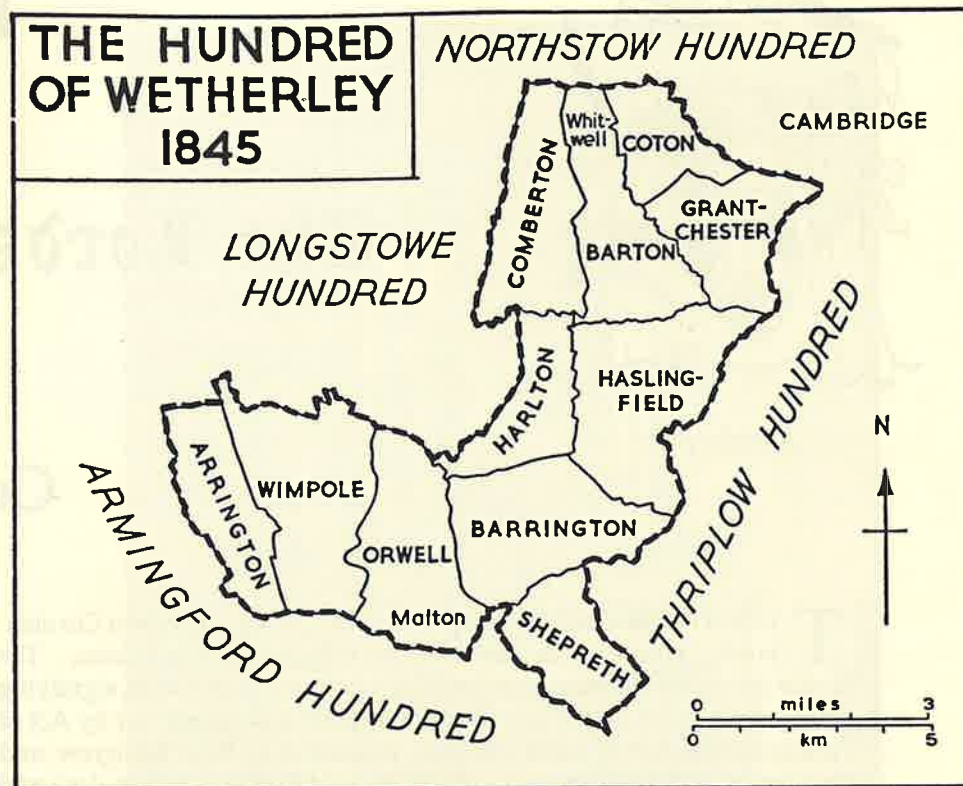 THE HUNDRED
OF WETHERLEY
1845
NORTHSTOW HUNDRED
CAMBRIDGE
Whit-
well
COTON
COMBERTON
GRANT-
CHESTER
BARTON
LONGSTOWE
HUNDRED
HARLTON
HASLING-
FIELD
THRIPLOW HUNDRED
N
ARRINGTON
WIMPOLE
ORWELL
BARRINGTON
ARMINGFORD HUNDRED
Malton
SHEPRETH
0 miles 3
0 km 5